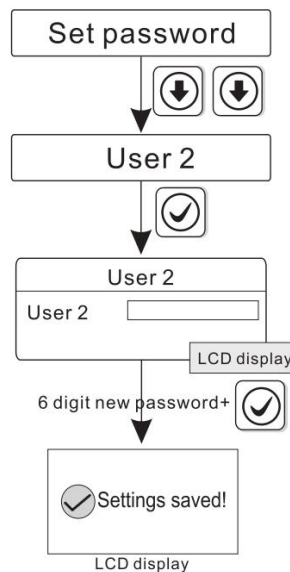 Set password
User 2
User 2
User 2
LCD display
6 digit new password+
Settings saved!
LCD display